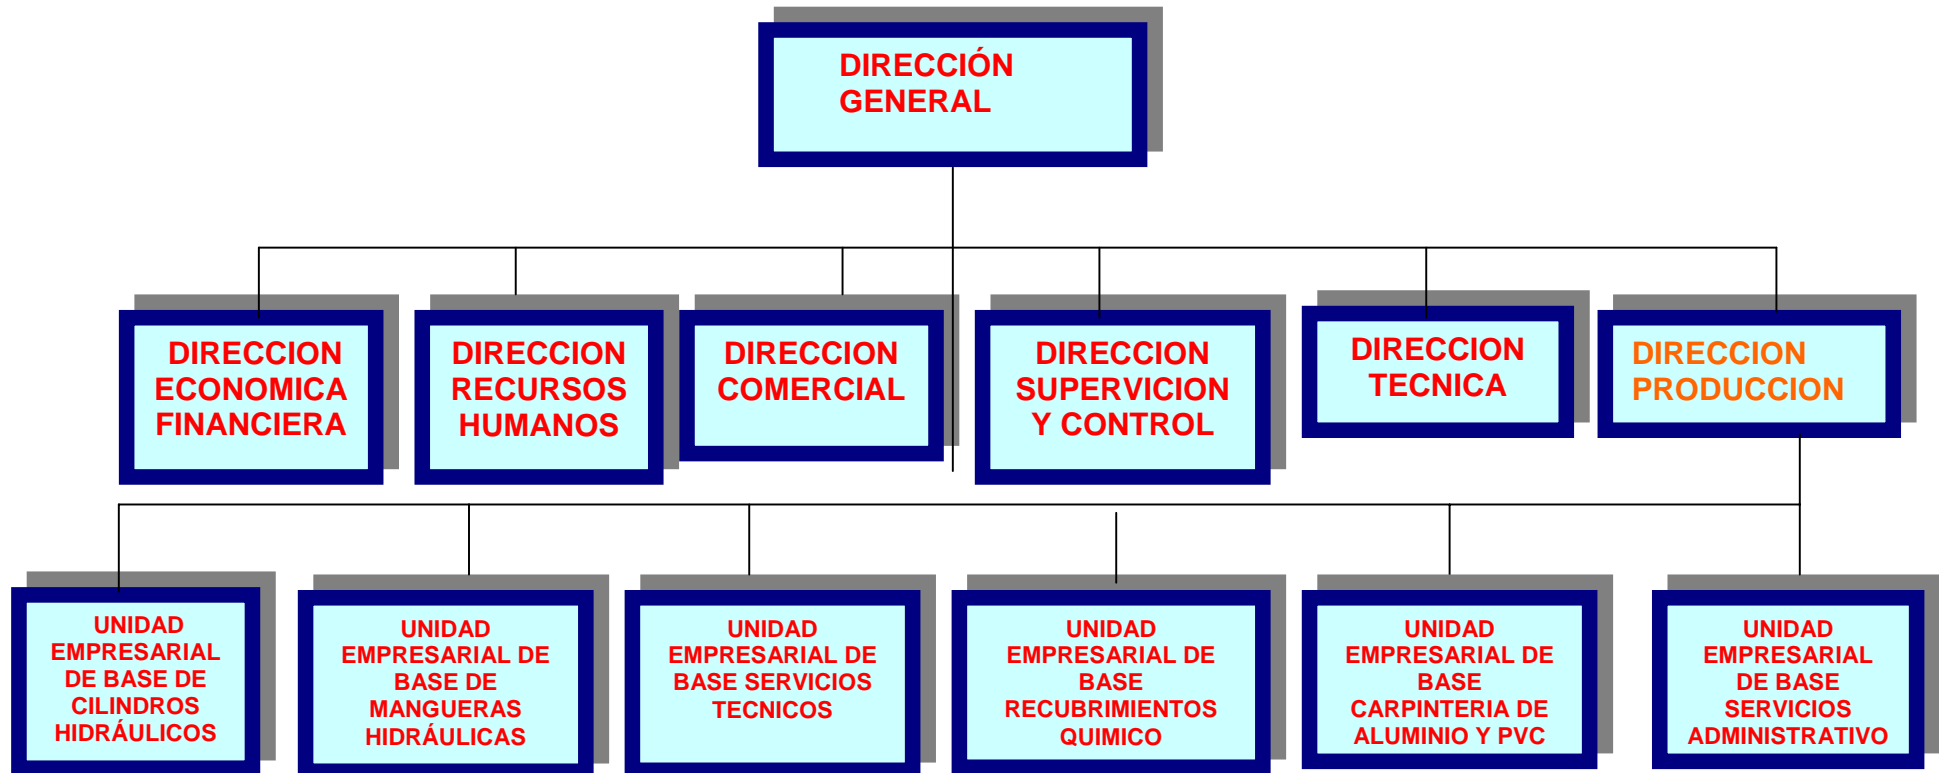 DIRECCIÓN
GENERAL
DIRECCION
ECONOMICA
FINANCIERA
DIRECCION
RECURSOS
HUMANOS
DIRECCION
COMERCIAL
DIRECCION
SUPERVICION
Y CONTROL
DIRECCION
TECNICA
DIRECCION
PRODUCCION
UNIDAD
EMPRESARIAL
DE BASE DE
CILINDROS
HIDRÁULICOS
UNIDAD
EMPRESARIAL DE
BASE DE
MANGUERAS
HIDRÁULICAS
UNIDAD
EMPRESARIAL DE
BASE SERVICIOS
TECNICOS
UNIDAD
EMPRESARIAL DE
BASE
RECUBRIMIENTOS
QUIMICO
UNIDAD
EMPRESARIAL DE
BASE
CARPINTERIA DE
ALUMINIO Y PVC
UNIDAD
EMPRESARIAL
DE BASE
SERVICIOS
ADMINISTRATIVO